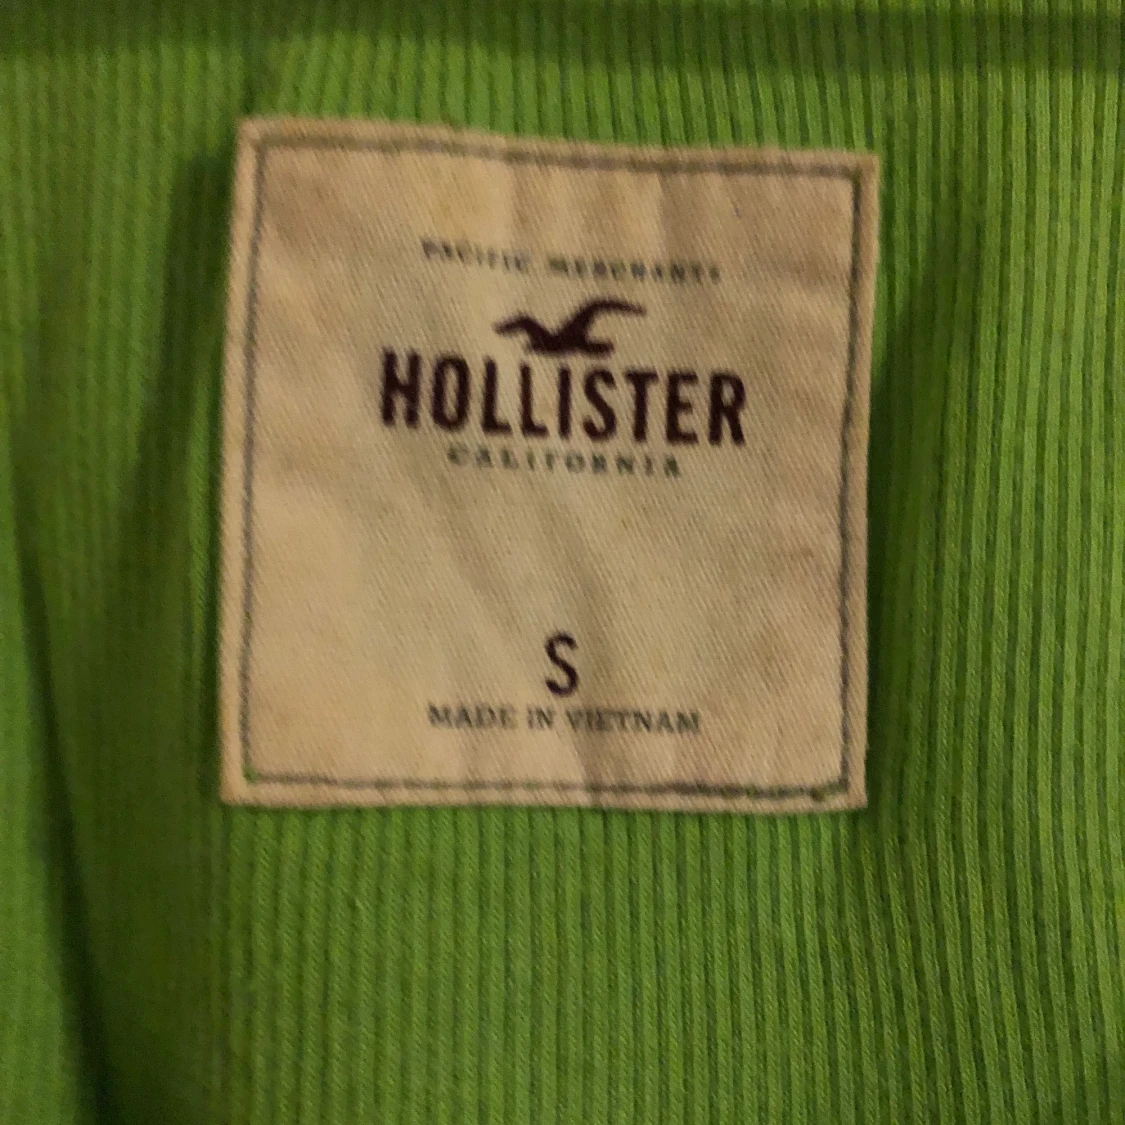 PACIFIC MERCHANTS
HOLLISTER
CALIFORNIA
S
MADE IN VIETNAM